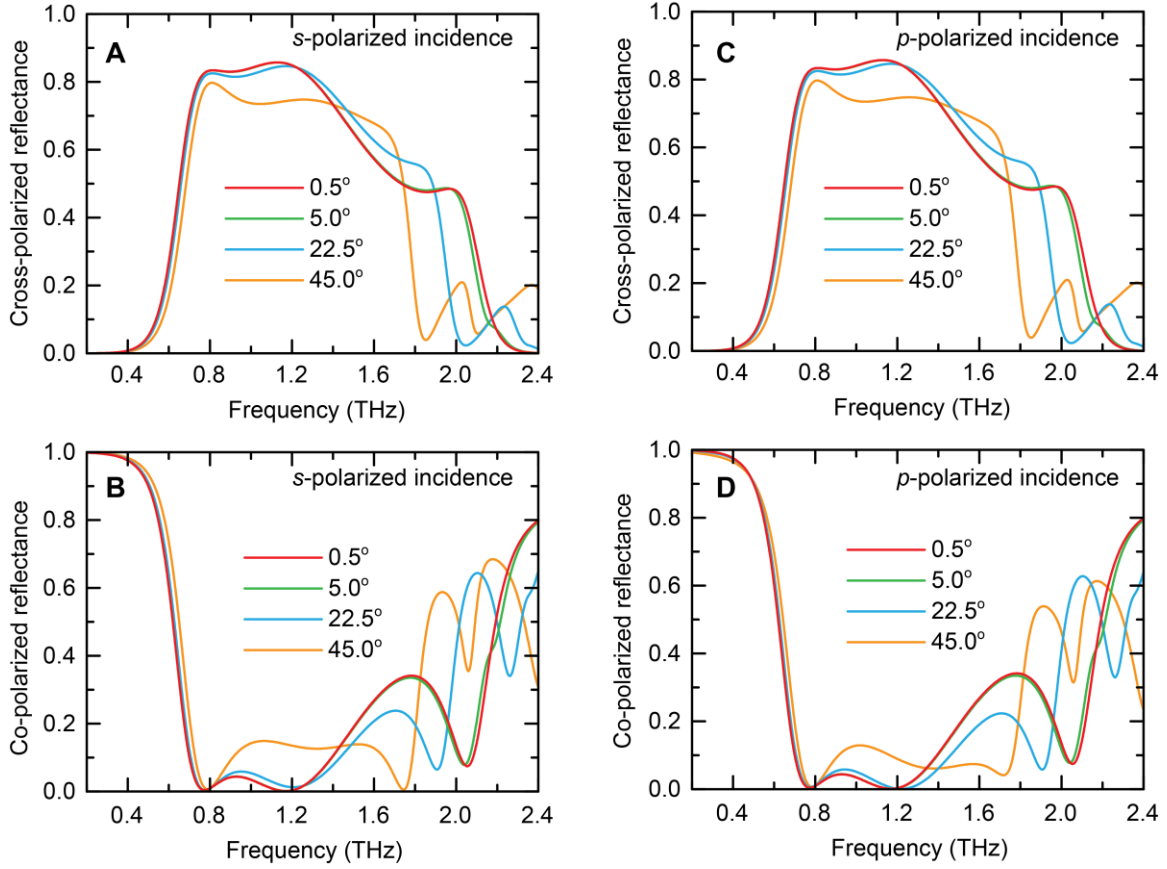 A
s-polarized incidence
Cross-polarized reflectance
1.0
0.8
0.6
0.4
0.2
0.0
0.5°
5.0°
22.5°
45.0°
0.4 0.8 1.2 1.6 2.0 2.4
Frequency (THz)
C
p-polarized incidence
Cross-polarized reflectance
1.0
0.8
0.6
0.4
0.2
0.0
0.5°
5.0°
22.5°
45.0°
0.4 0.8 1.2 1.6 2.0 2.4
Frequency (THz)
B
s-polarized incidence
Co-polarized reflectance
1.0
0.8
0.6
0.4
0.2
0.0
0.5°
5.0°
22.5°
45.0°
0.4 0.8 1.2 1.6 2.0 2.4
Frequency (THz)
D
p-polarized incidence
Co-polarized reflectance
1.0
0.8
0.6
0.4
0.2
0.0
0.5°
5.0°
22.5°
45.0°
0.4 0.8 1.2 1.6 2.0 2.4
Frequency (THz)